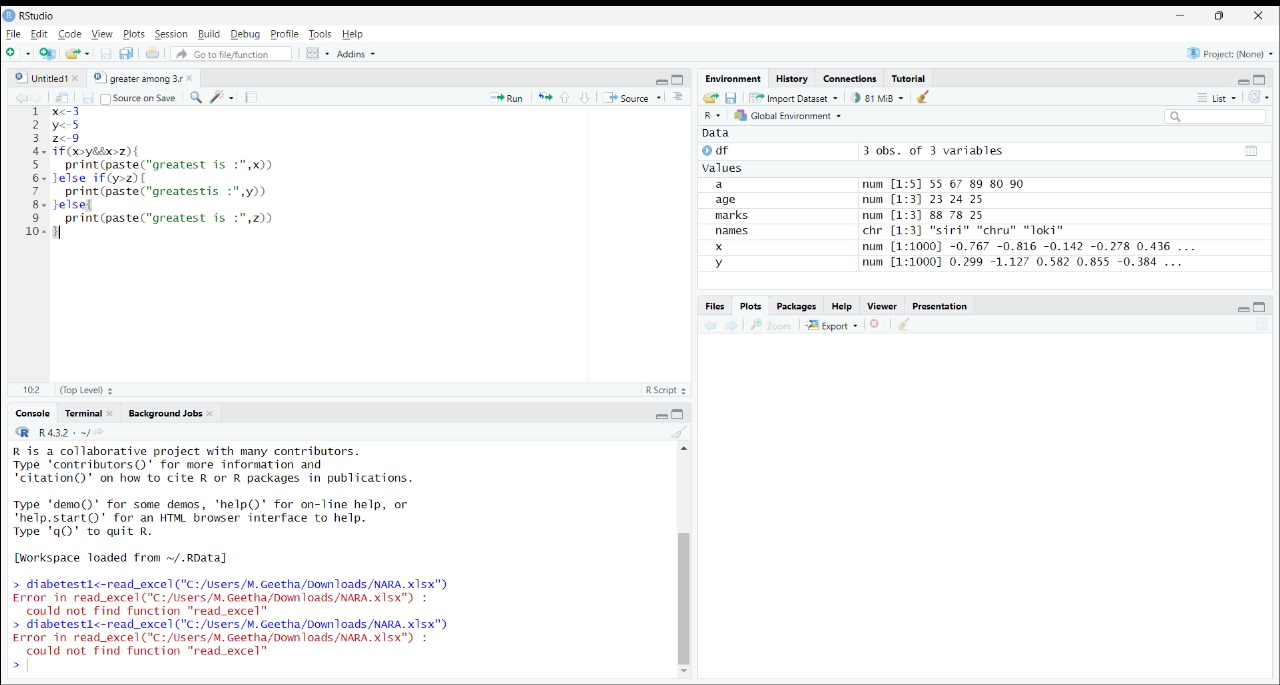 RStudio
File Edit Code View Plots Session Build Debug Profile Tools Help
Go to file/function Addins Project: (None)
Untitled1 greater among 3.r
Source on Save Run Source
1 x<-3
2 y<-5
3 z<-9
4 if(x>y&&x>z){
5 print(paste("greatest is :",x))
6 }else if(y>z){
7 print(paste("greatestis :",y))
8 }else{
9 print(paste("greatest is :",z))
10 }
10:2 (Top Level) R Script
Console Terminal Background Jobs
R 4.3.2 · ~/
R is a collaborative project with many contributors.
Type 'contributors()' for more information and
'citation()' on how to cite R or R packages in publications.
Type 'demo()' for some demos, 'help()' for on-line help, or
'help.start()' for an HTML browser interface to help.
Type 'q()' to quit R.
[Workspace loaded from ~/.RData]
> diabetest1<-read_excel("C:/Users/M.Geetha/Downloads/NARA.xlsx")
Error in read_excel("C:/Users/M.Geetha/Downloads/NARA.xlsx") :
could not find function "read_excel"
> diabetest1<-read_excel("C:/Users/M.Geetha/Downloads/NARA.xlsx")
Error in read_excel("C:/Users/M.Geetha/Downloads/NARA.xlsx") :
could not find function "read_excel"
>
Environment History Connections Tutorial
Import Dataset 81 MiB List
R Global Environment
Data
df 3 obs. of 3 variables
Values
a num [1:5] 55 67 89 80 90
age num [1:3] 23 24 25
marks num [1:3] 88 78 25
names chr [1:3] "siri" "chru" "loki"
x num [1:1000] -0.767 -0.816 -0.142 -0.278 0.436 ...
y num [1:1000] 0.299 -1.127 0.582 0.855 -0.384 ...
Files Plots Packages Help Viewer Presentation
Zoom Export